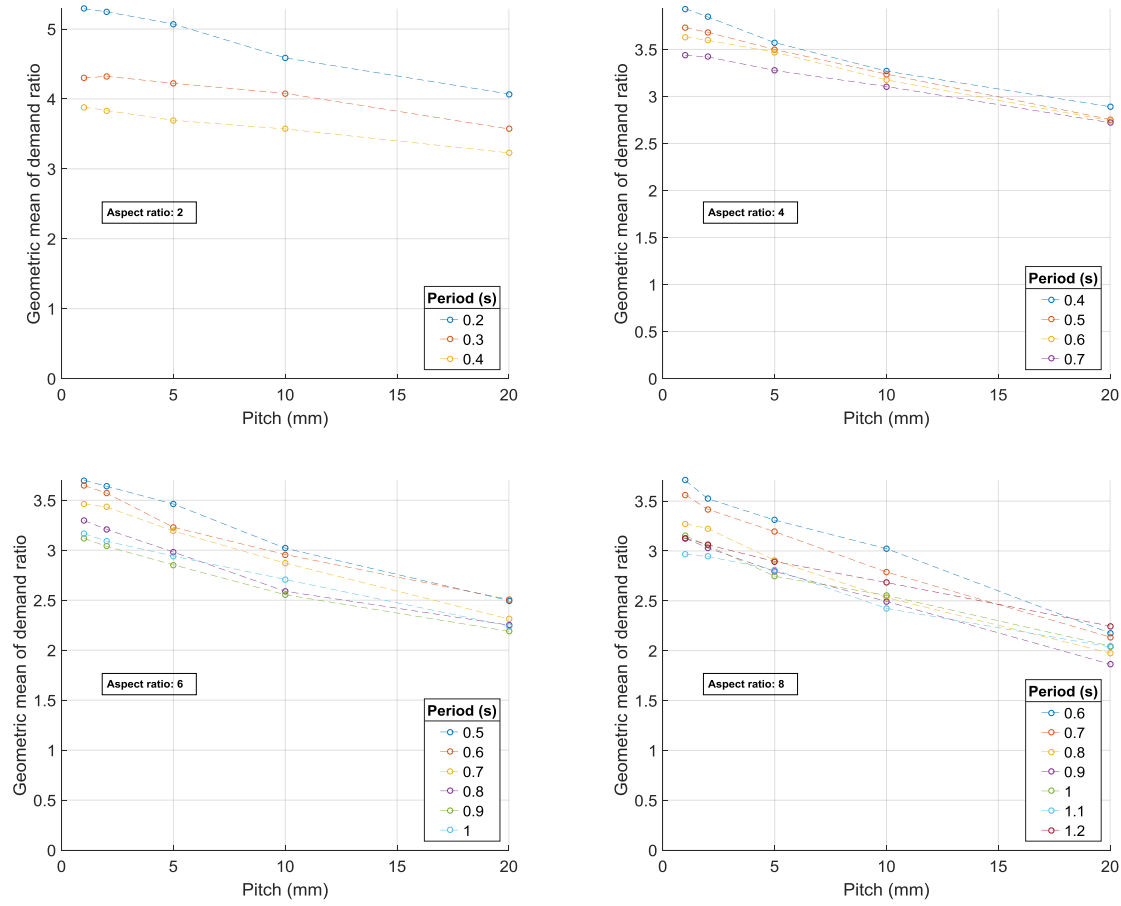 Geometric mean of demand ratio
5
4
3
2
1
0
0 5 10 15 20
Pitch (mm)
Aspect ratio: 2
Period (s)
0.2
0.3
0.4
Geometric mean of demand ratio
3.5
3
2.5
2
1.5
1
0.5
0
0 5 10 15 20
Pitch (mm)
Aspect ratio: 4
Period (s)
0.4
0.5
0.6
0.7
Geometric mean of demand ratio
3.5
3
2.5
2
1.5
1
0.5
0
0 5 10 15 20
Pitch (mm)
Aspect ratio: 6
Period (s)
0.5
0.6
0.7
0.8
0.9
1
Geometric mean of demand ratio
3.5
3
2.5
2
1.5
1
0.5
0
0 5 10 15 20
Pitch (mm)
Aspect ratio: 8
Period (s)
0.6
0.7
0.8
0.9
1
1.1
1.2